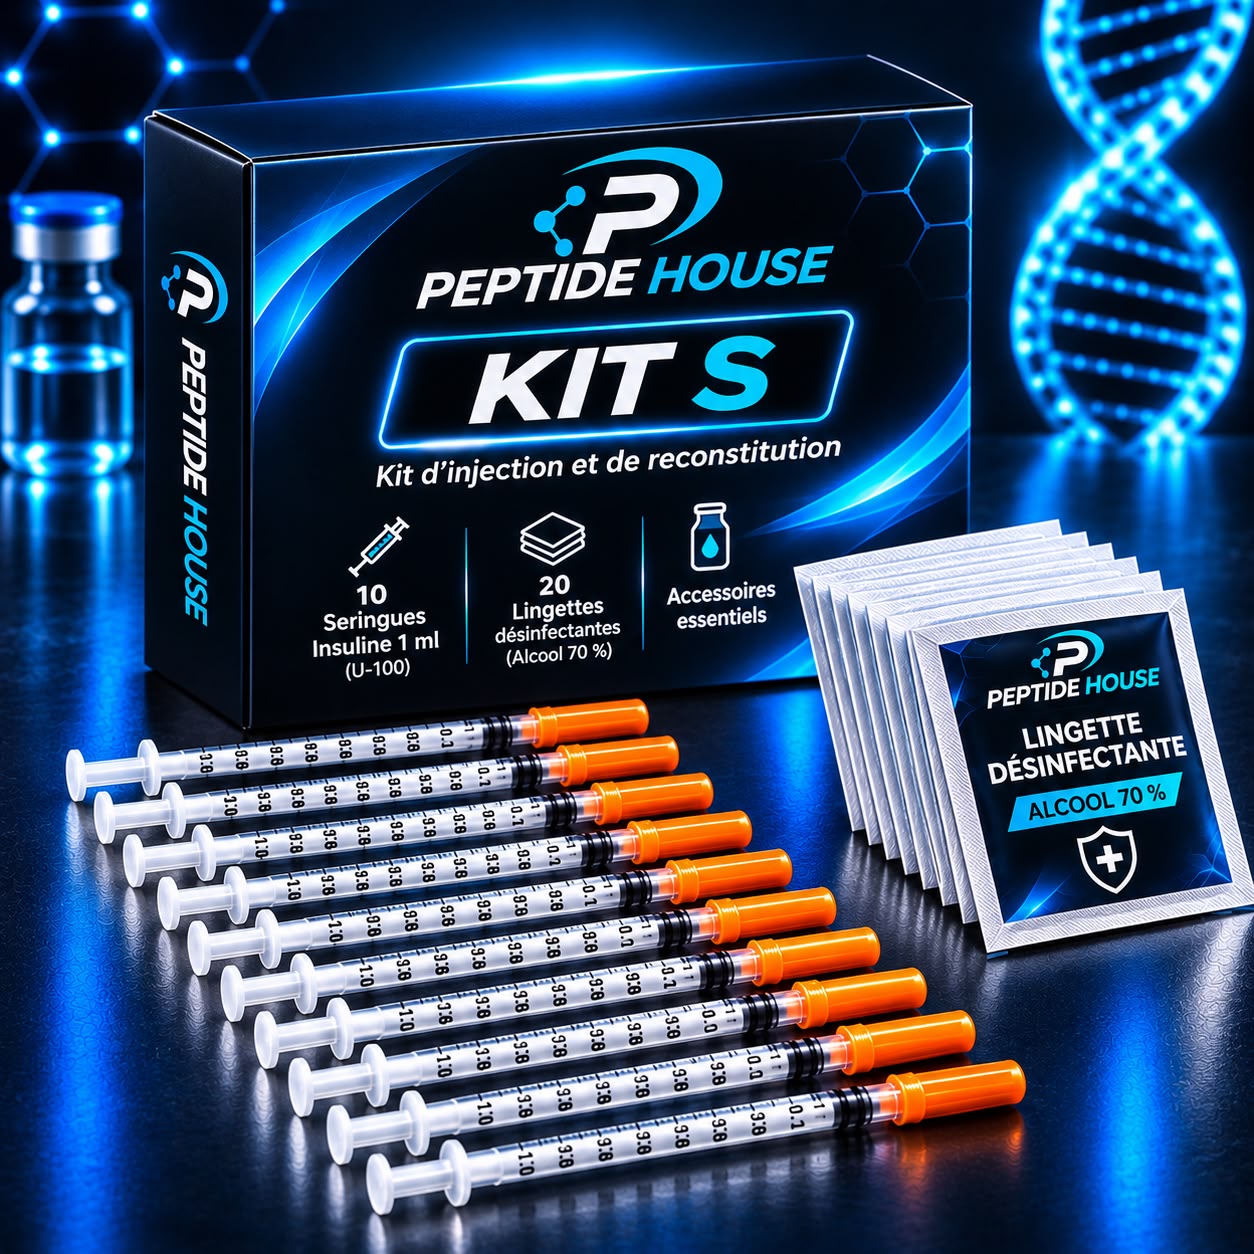 PEPTIDE HOUSE
KIT S
Kit d'injection et de reconstitution
10
Seringues
Insuline 1 ml
(U-100)
20
Lingettes
désinfectantes
(Alcool 70 %)
Accessoires
essentiels
PEPTIDE HOUSE
PEPTIDE HOUSE
LINGETTE
DÉSINFECTANTE
ALCOOL 70 %